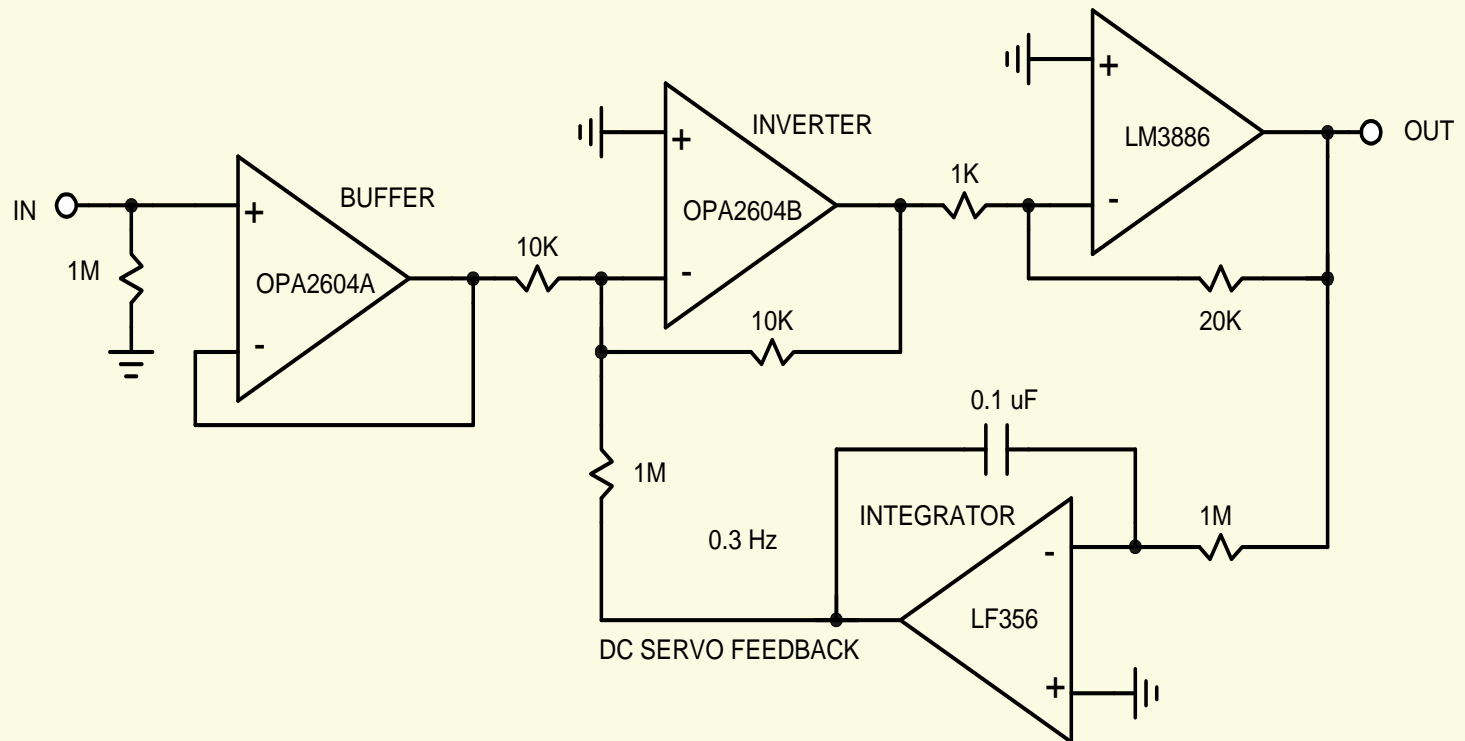 IN
1M
+
-
OPA2604A
BUFFER
10K
+
-
OPA2604B
INVERTER
10K
1K
+
-
LM3886
OUT
20K
0.1 uF
INTEGRATOR
1M
-
+
LF356
1M
0.3 Hz
DC SERVO FEEDBACK